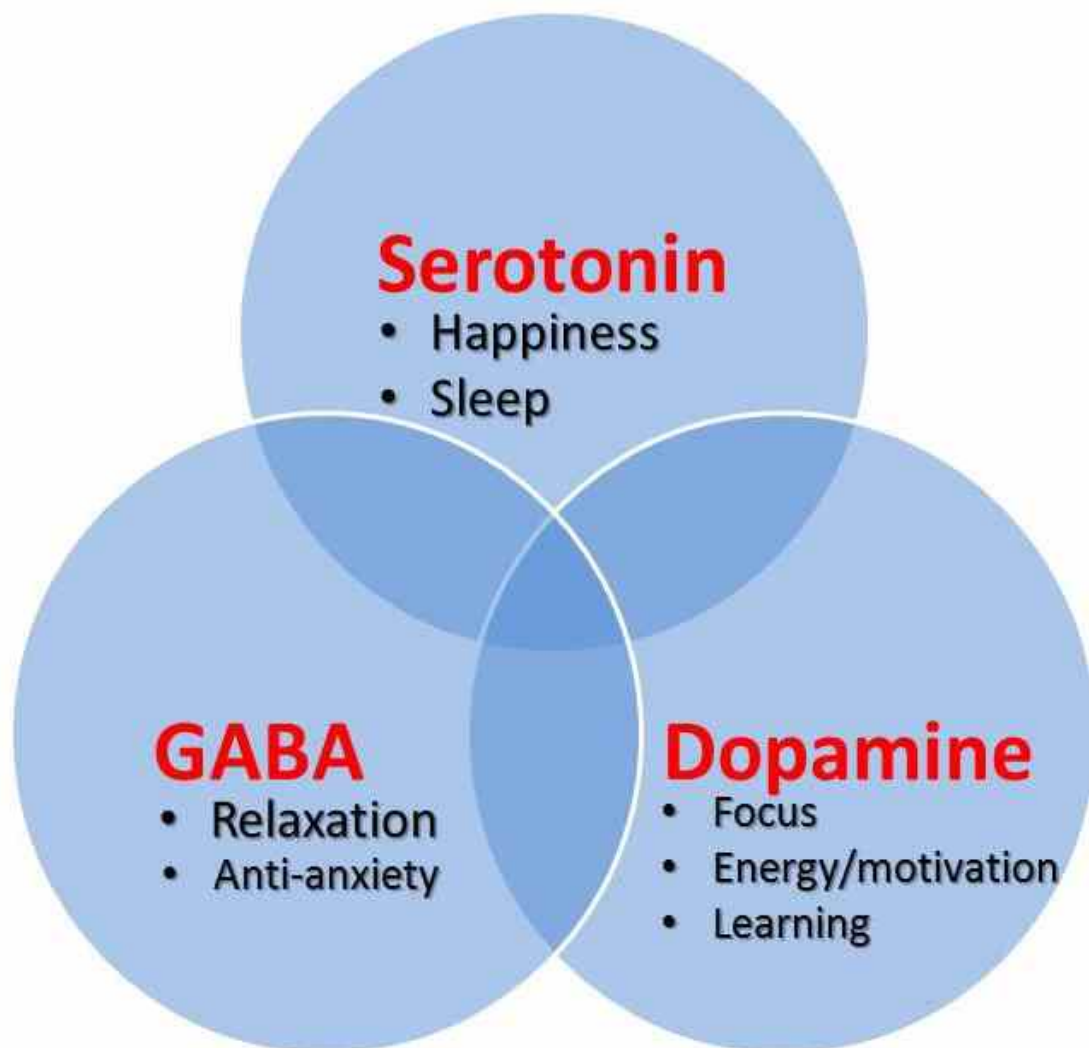 Serotonin
• Happiness
• Sleep
GABA
• Relaxation
• Anti-anxiety
Dopamine
• Focus
• Energy/motivation
• Learning